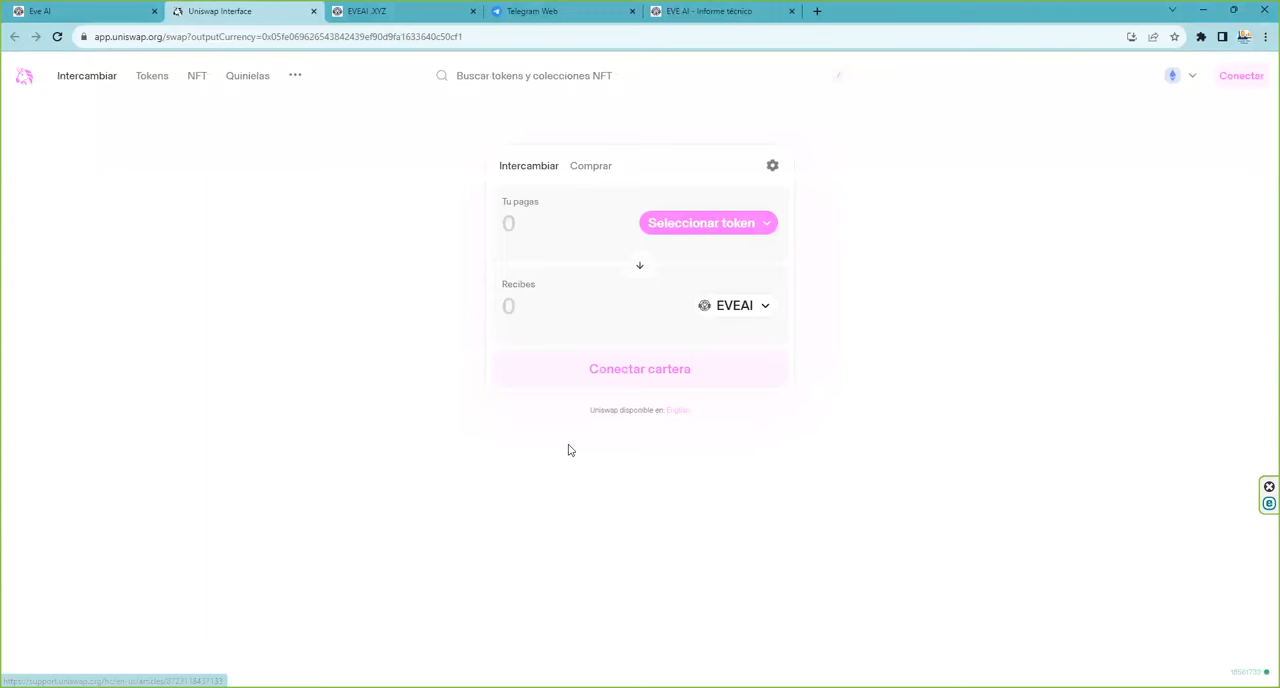 Eve AI
Uniswap Interface
EVEAI .XYZ
Telegram Web
EVE AI - Informe técnico
app.uniswap.org/swap?outputCurrency=0x05fe069626543842439ef90d9fa1633640c50cf1
Intercambiar
Tokens
NFT
Quinielas
Buscar tokens y colecciones NFT
/
Conectar
Intercambiar
Comprar
Tu pagas
0
Seleccionar token
Recibes
0
EVEAI
Conectar cartera
Uniswap disponible en: English
18561733